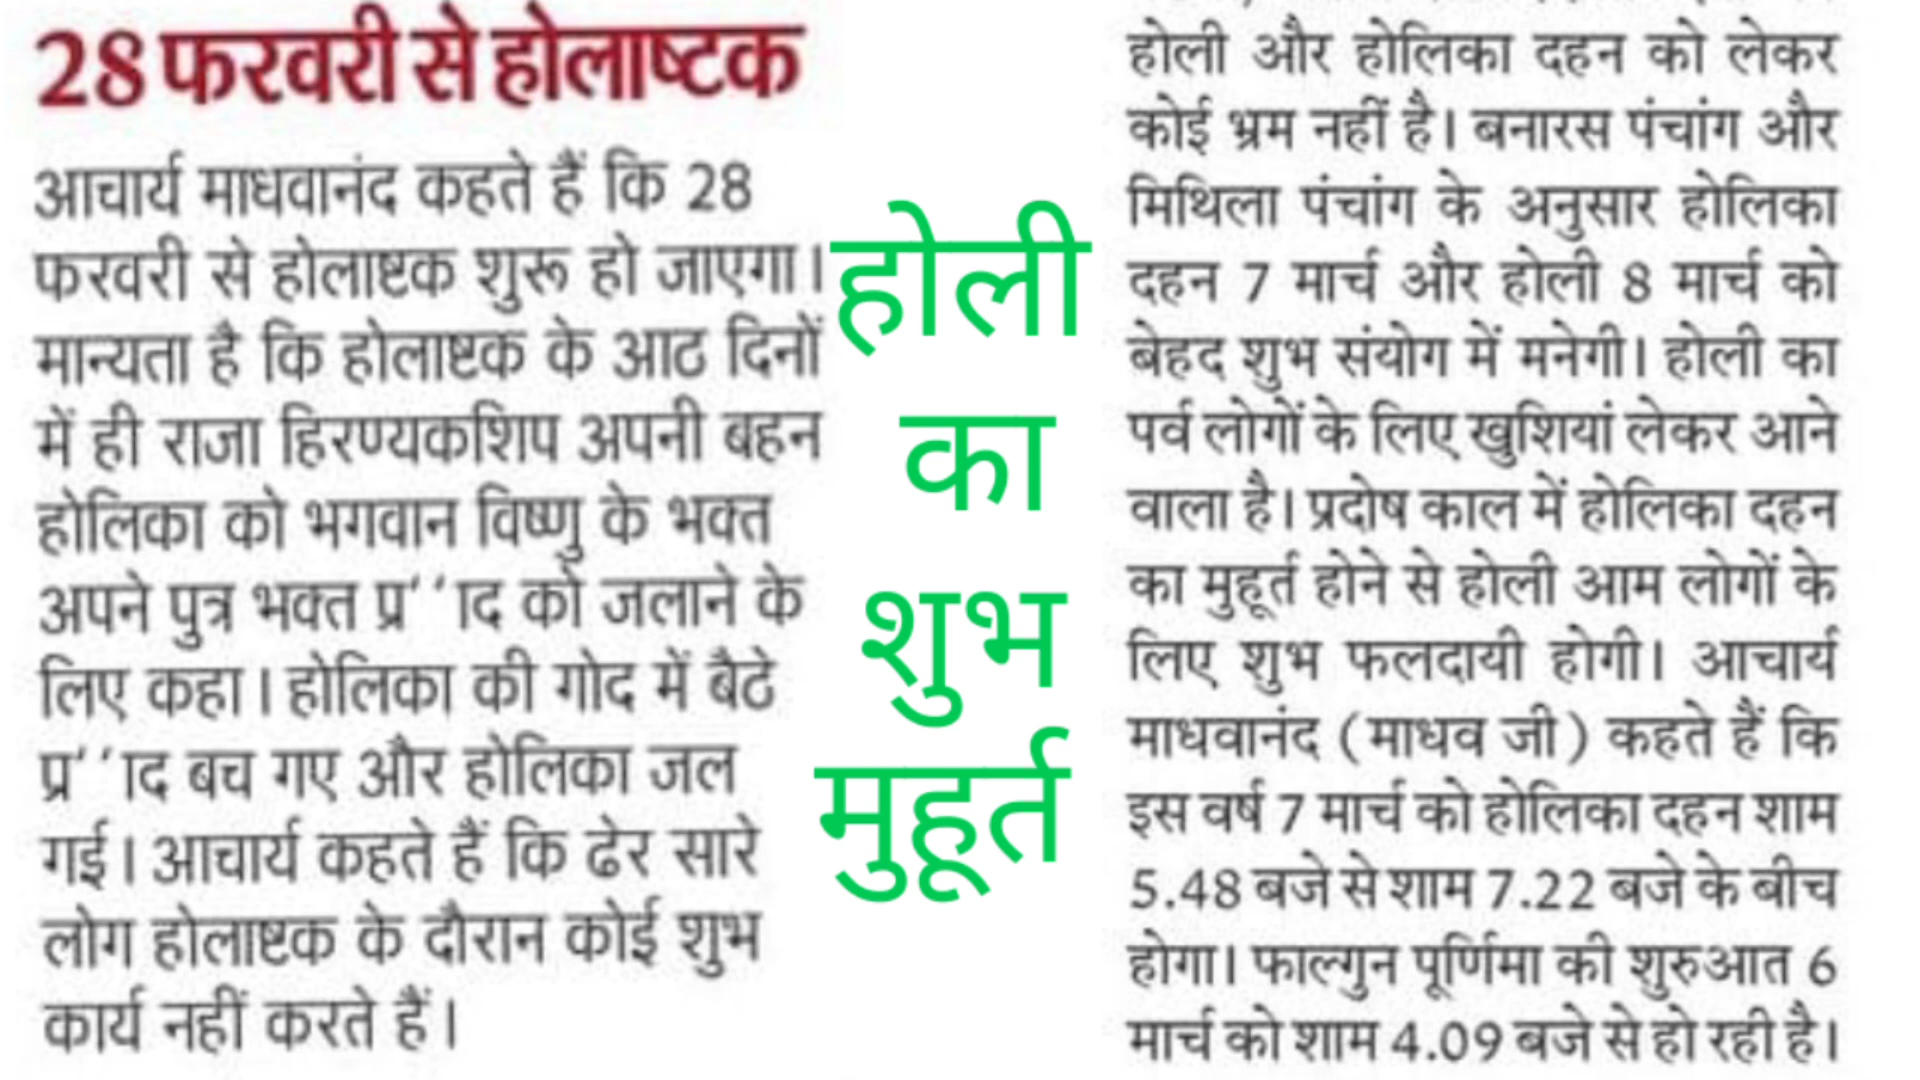 28 फरवरी से होलाष्टक
आचार्य माधवानंद कहते हैं कि 28
फरवरी से होलाष्टक शुरू हो जाएगा।
मान्यता है कि होलाष्टक के आठ दिनों
में ही राजा हिरण्यकशिप अपनी बहन
होलिका को भगवान विष्णु के भक्त
अपने पुत्र भक्त प्र‘‘ाद को जलाने के
लिए कहा। होलिका की गोद में बैठे
प्र‘‘ाद बच गए और होलिका जल
गई। आचार्य कहते हैं कि ढेर सारे
लोग होलाष्टक के दौरान कोई शुभ
कार्य नहीं करते हैं।
होली
का
शुभ
मुहूर्त
होली और होलिका दहन को लेकर
कोई भ्रम नहीं है। बनारस पंचांग और
मिथिला पंचांग के अनुसार होलिका
दहन 7 मार्च और होली 8 मार्च को
बेहद शुभ संयोग में मनेगी। होली का
पर्व लोगों के लिए खुशियां लेकर आने
वाला है। प्रदोष काल में होलिका दहन
का मुहूर्त होने से होली आम लोगों के
लिए शुभ फलदायी होगी। आचार्य
माधवानंद (माधव जी) कहते हैं कि
इस वर्ष 7 मार्च को होलिका दहन शाम
5.48 बजे से शाम 7.22 बजे के बीच
होगा। फाल्गुन पूर्णिमा की शुरुआत 6
मार्च को शाम 4.09 बजे से हो रही है।